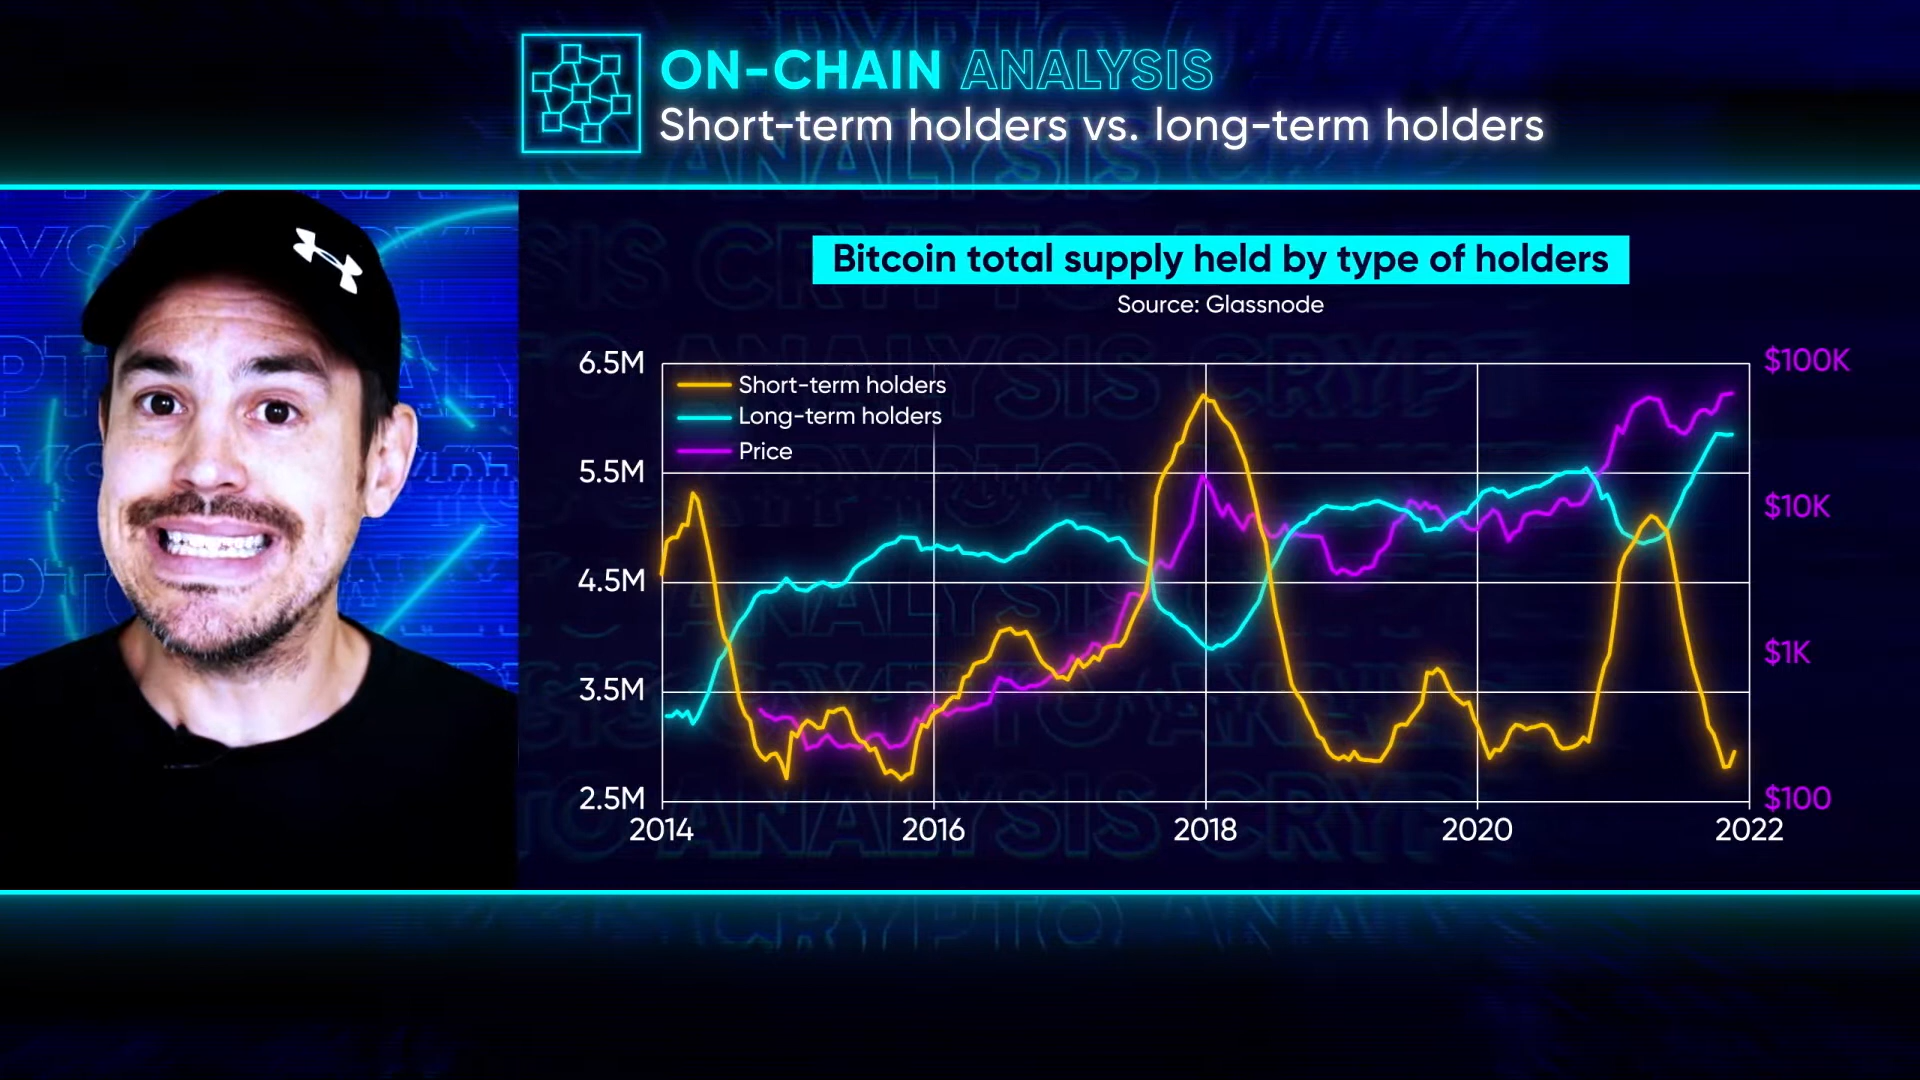 ON-CHAIN ANALYSIS
Short-term holders vs. long-term holders
Bitcoin total supply held by type of holders
Source: Glassnode
6.5M
5.5M
4.5M
3.5M
2.5M
Short-term holders
Long-term holders
Price
$100K
$10K
$1K
$100
2014 2016 2018 2020 2022